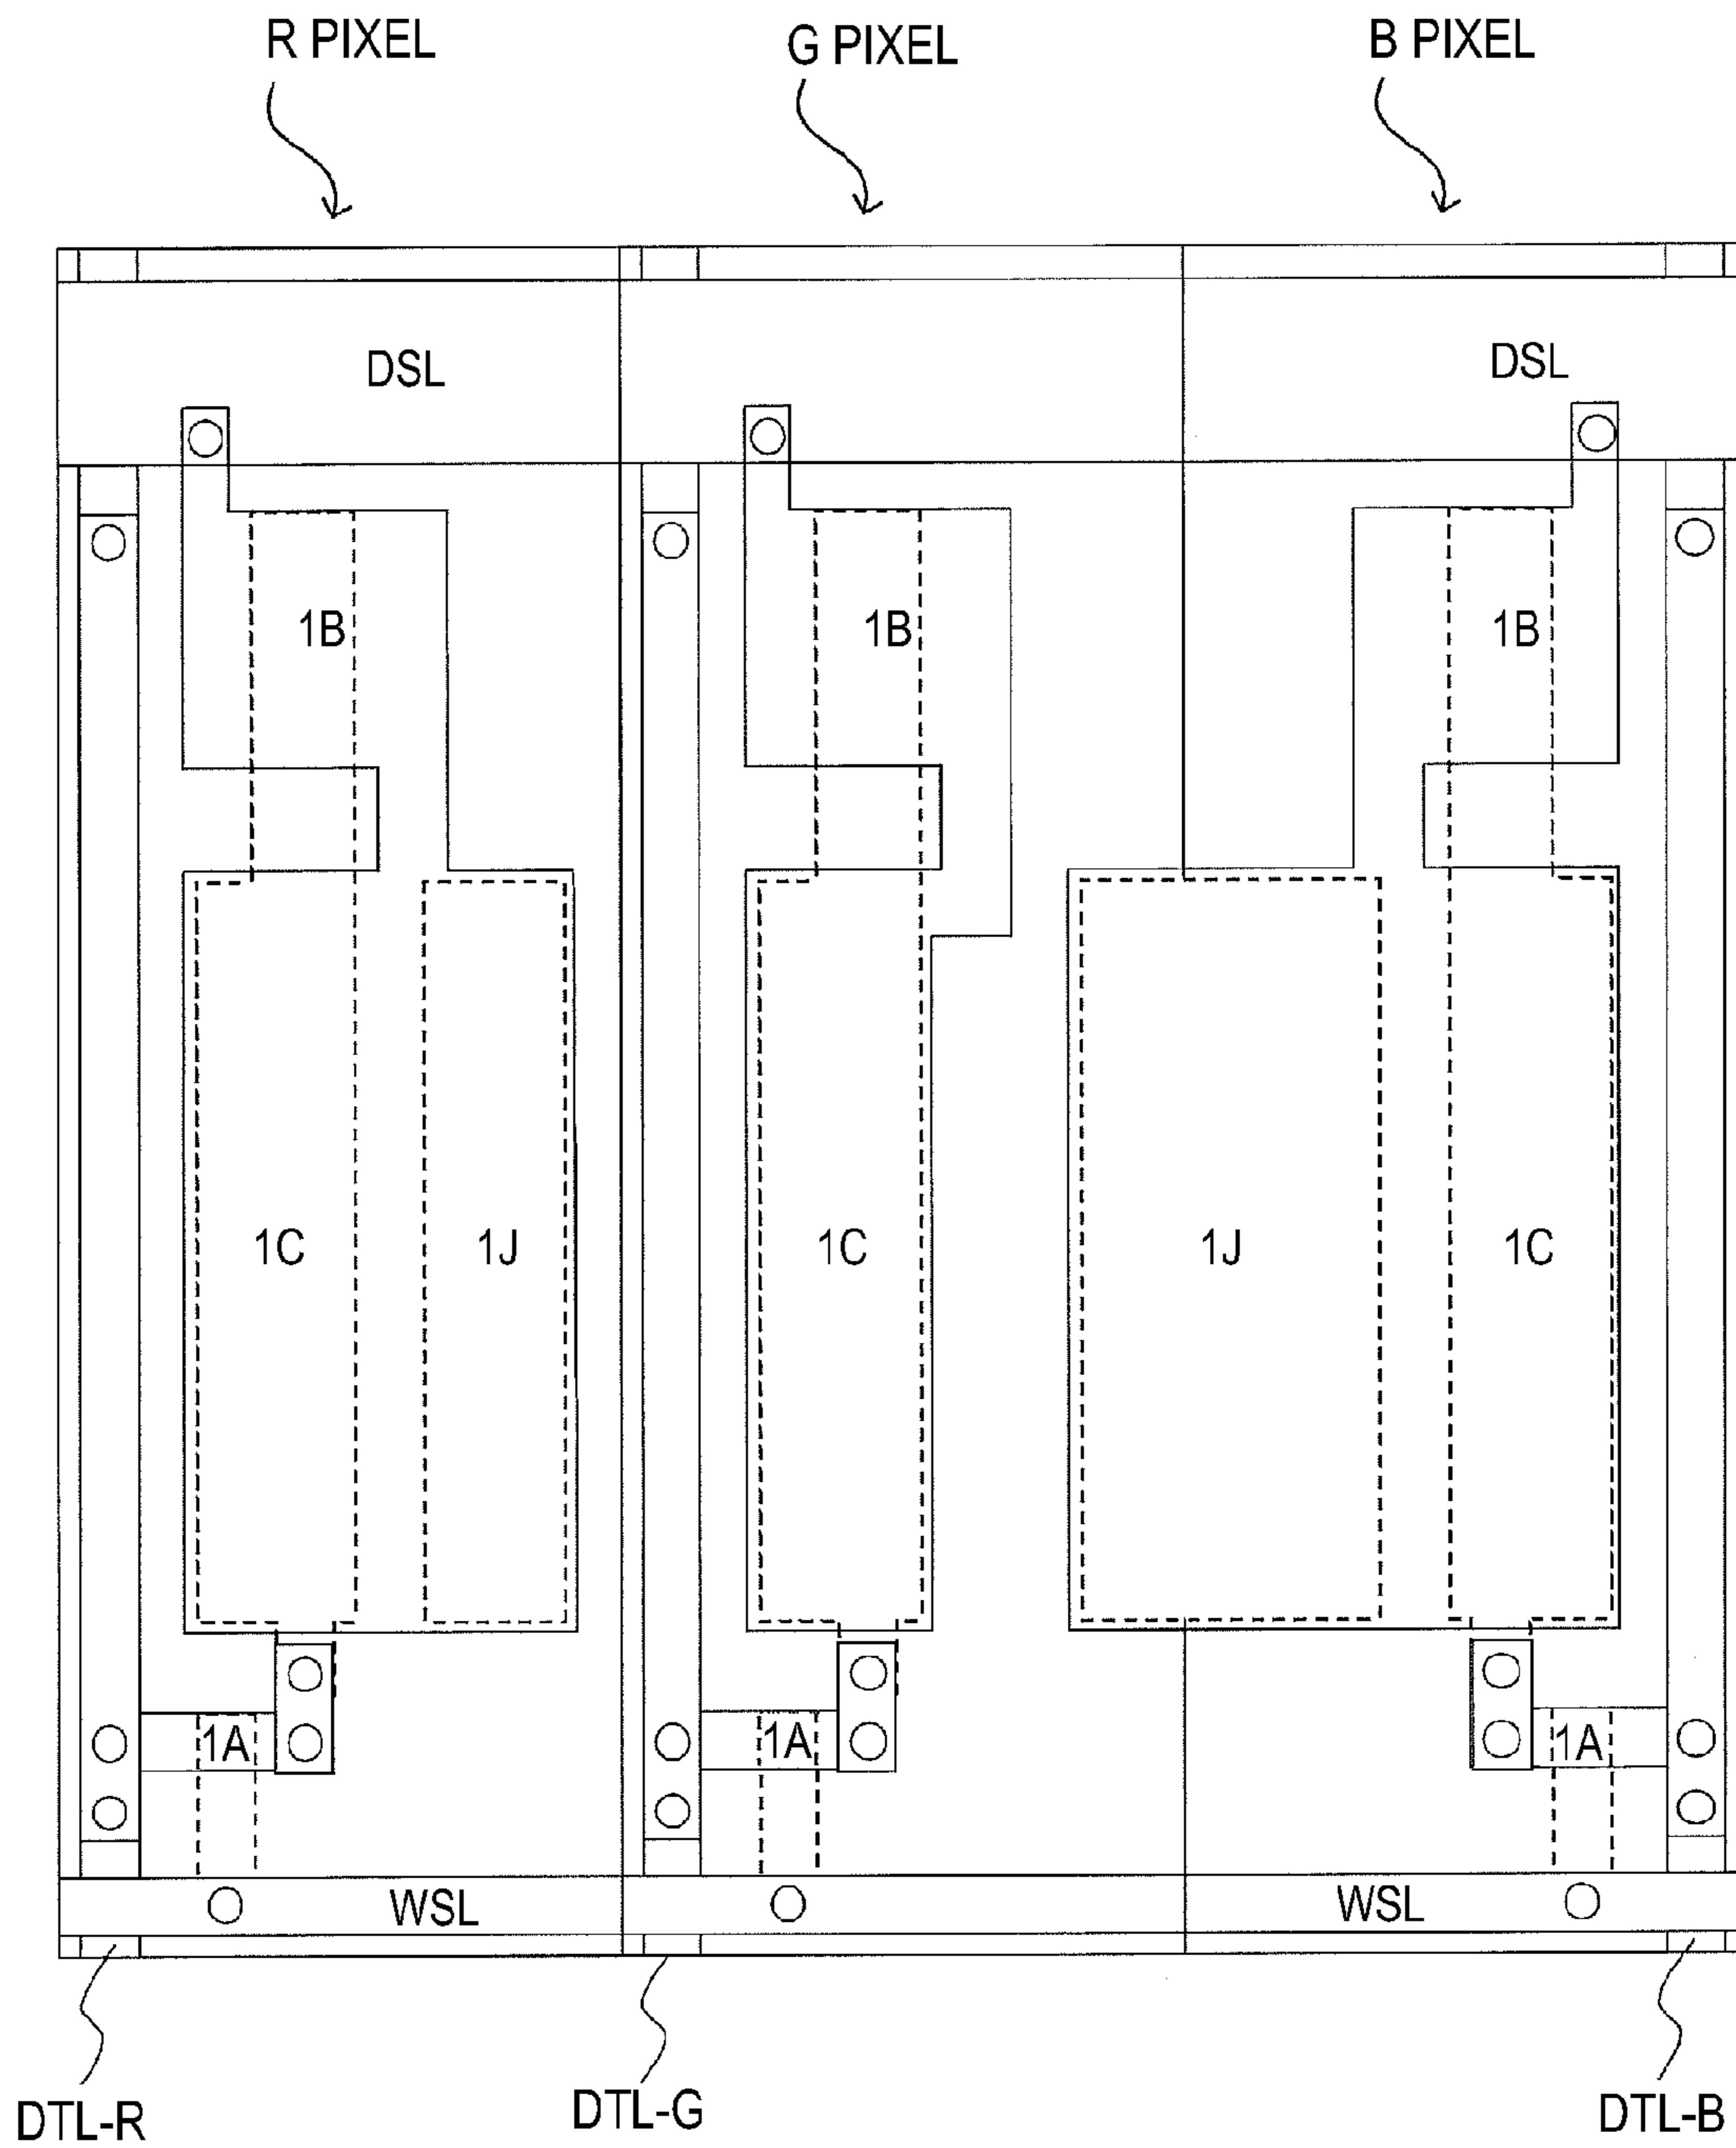 R PIXEL
G PIXEL
B PIXEL
DSL
DSL
1B
1B
1B
1C
1J
1C
1J
1C
1A
1A
1A
WSL
WSL
DTL-R
DTL-G
DTL-B